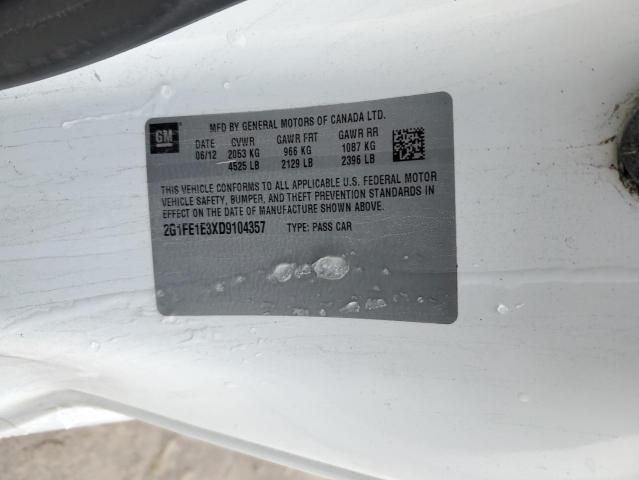 GM
MFD BY GENERAL MOTORS OF CANADA LTD.
DATE GVWR GAWR FRT GAWR RR
06/12 2053 KG 966 KG 1087 KG
4525 LB 2129 LB 2396 LB
THIS VEHICLE CONFORMS TO ALL APPLICABLE U.S. FEDERAL MOTOR
VEHICLE SAFETY, BUMPER, AND THEFT PREVENTION STANDARDS IN
EFFECT ON THE DATE OF MANUFACTURE SHOWN ABOVE.
2G1FE1E3XD9104357 TYPE: PASS CAR